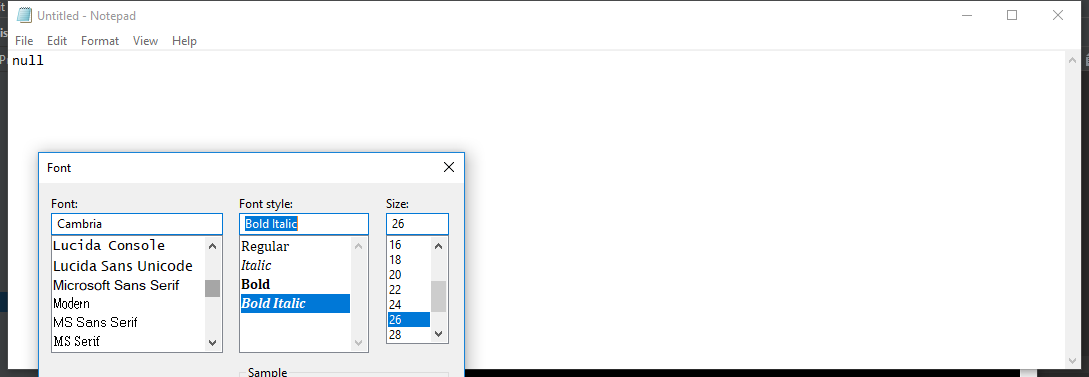 Untitled - Notepad
File Edit Format View Help
null
Font
Font: Font style: Size:
Cambria Bold Italic 26
Lucida Console
Lucida Sans Unicode
Microsoft Sans Serif
Modern
MS Sans Serif
MS Serif
Regular
Italic
Bold
Bold Italic
16
18
20
22
24
26
28
Sample